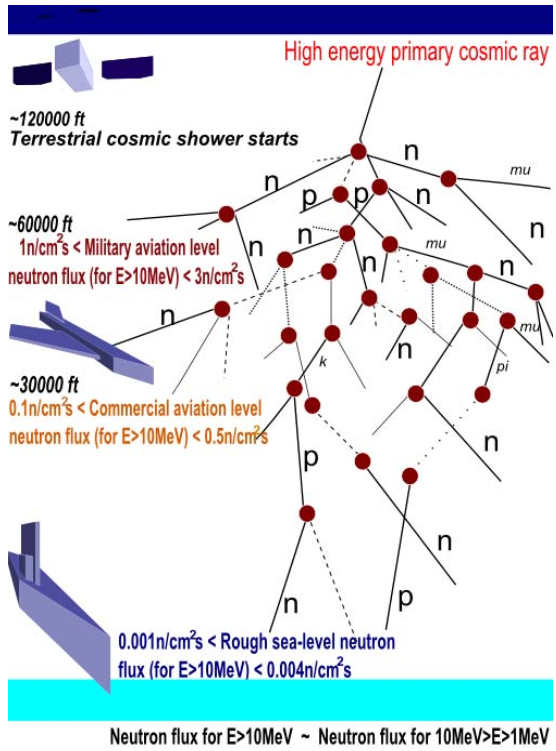 High energy primary cosmic ray
~120000 ft
Terrestrial cosmic shower starts
n
n
mu
p
p
n
n
~60000 ft
1n/cm²s < Military aviation level
neutron flux (for E>10MeV) < 3n/cm²s
n
n
mu
n
n
n
n
mu
k
pi
~30000 ft
0.1n/cm²s < Commercial aviation level
neutron flux (for E>10MeV) < 0.5n/cm²s
n
p
n
n
p
0.001n/cm²s < Rough sea-level neutron
flux (for E>10MeV) < 0.004n/cm²s
Neutron flux for E>10MeV ~ Neutron flux for 10MeV>E>1MeV